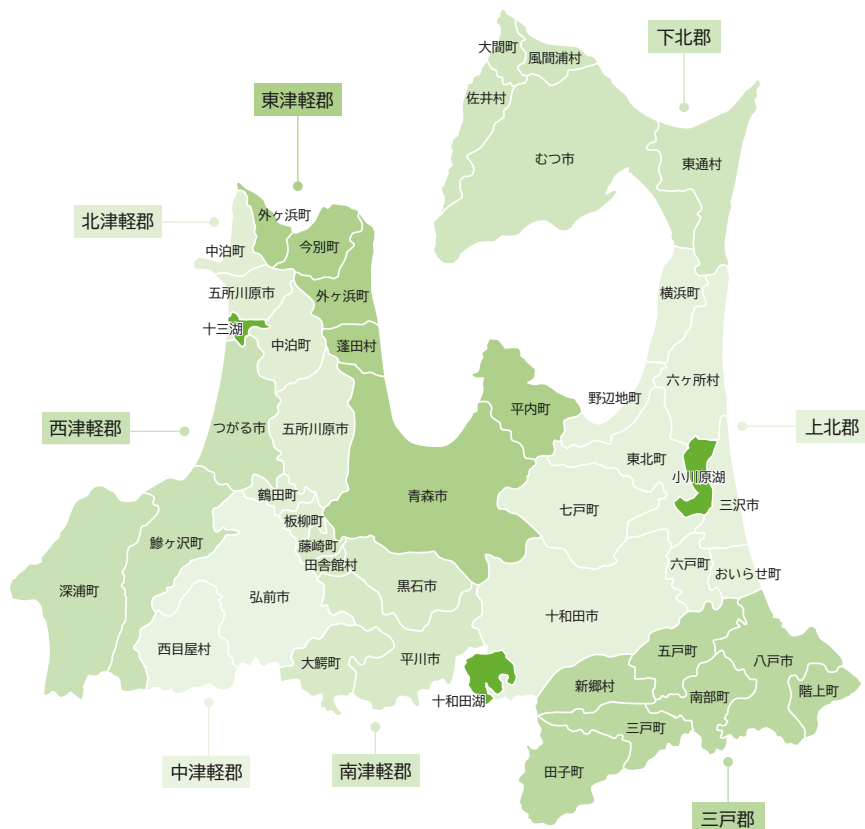 大間町
風間浦村
下北郡
佐井村
東津軽郡
むつ市
東通村
北津軽郡
外ヶ浜町
中泊町
今別町
五所川原市
外ヶ浜町
横浜町
十三湖
中泊町
蓬田村
六ヶ所村
野辺地町
平内町
西津軽郡
つがる市
五所川原市
上北郡
東北町
小川原湖
鶴田町
青森市
七戸町
三沢市
板柳町
鰺ヶ沢町
藤崎町
田舎館村
六戸町
おいらせ町
深浦町
弘前市
黒石市
十和田市
西目屋村
大鰐町
平川市
五戸町
八戸市
新郷村
南部町
階上町
十和田湖
三戸町
中津軽郡
南津軽郡
田子町
三戸郡